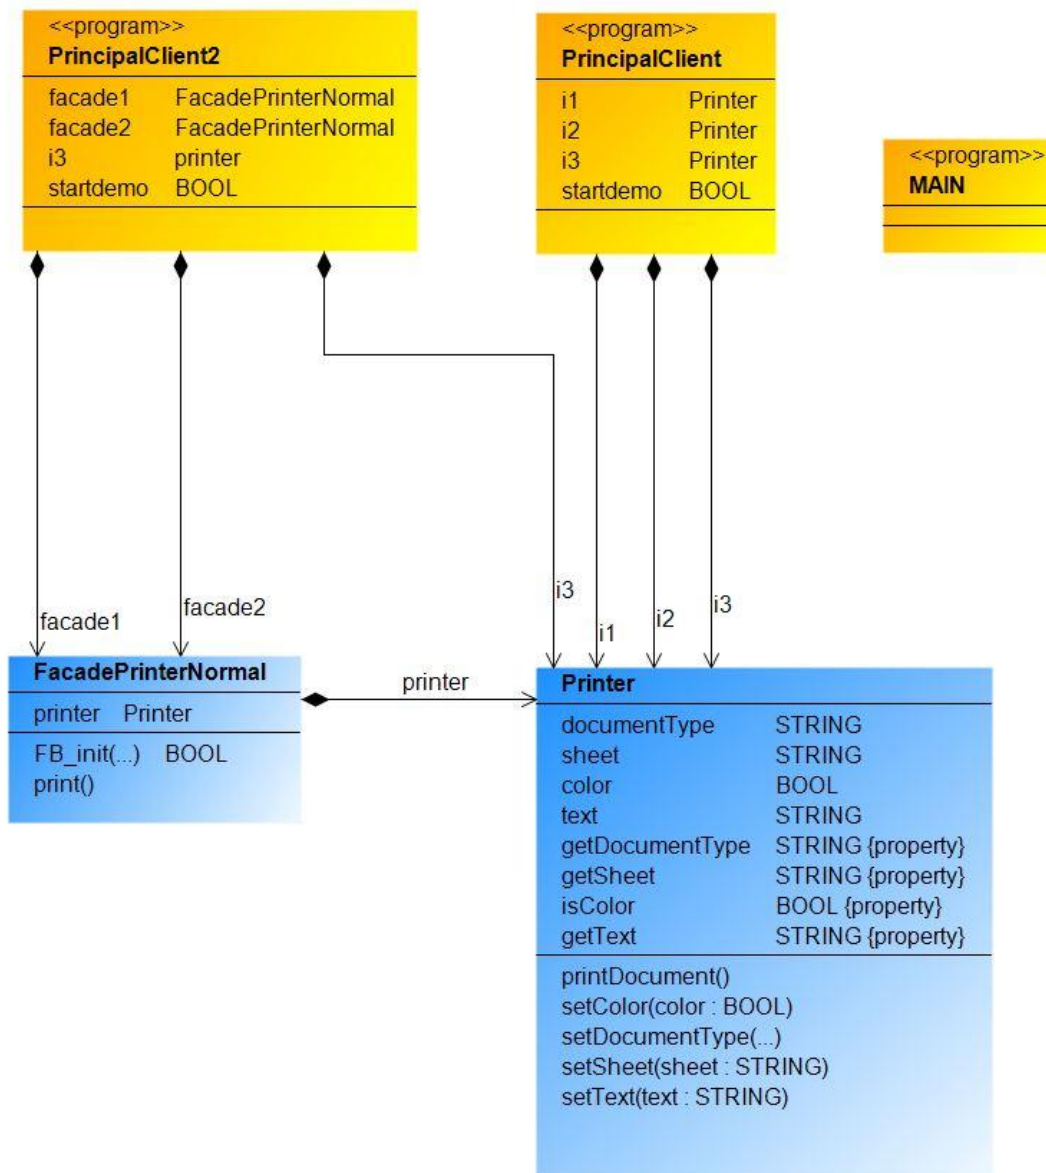 <<program>>
PrincipalClient2
facade1 FacadePrinterNormal
facade2 FacadePrinterNormal
i3 printer
startdemo BOOL
<<program>>
PrincipalClient
i1 Printer
i2 Printer
i3 Printer
startdemo BOOL
<<program>>
MAIN
facade1
facade2
i3
i1
i2
i3
FacadePrinterNormal
printer Printer
FB_init(...) BOOL
print()
printer
Printer
documentType STRING
sheet STRING
color BOOL
text STRING
getDocumentType STRING {property}
getSheet STRING {property}
isColor BOOL {property}
getText STRING {property}
printDocument()
setColor(color : BOOL)
setDocumentType(...)
setSheet(sheet : STRING)
setText(text : STRING)